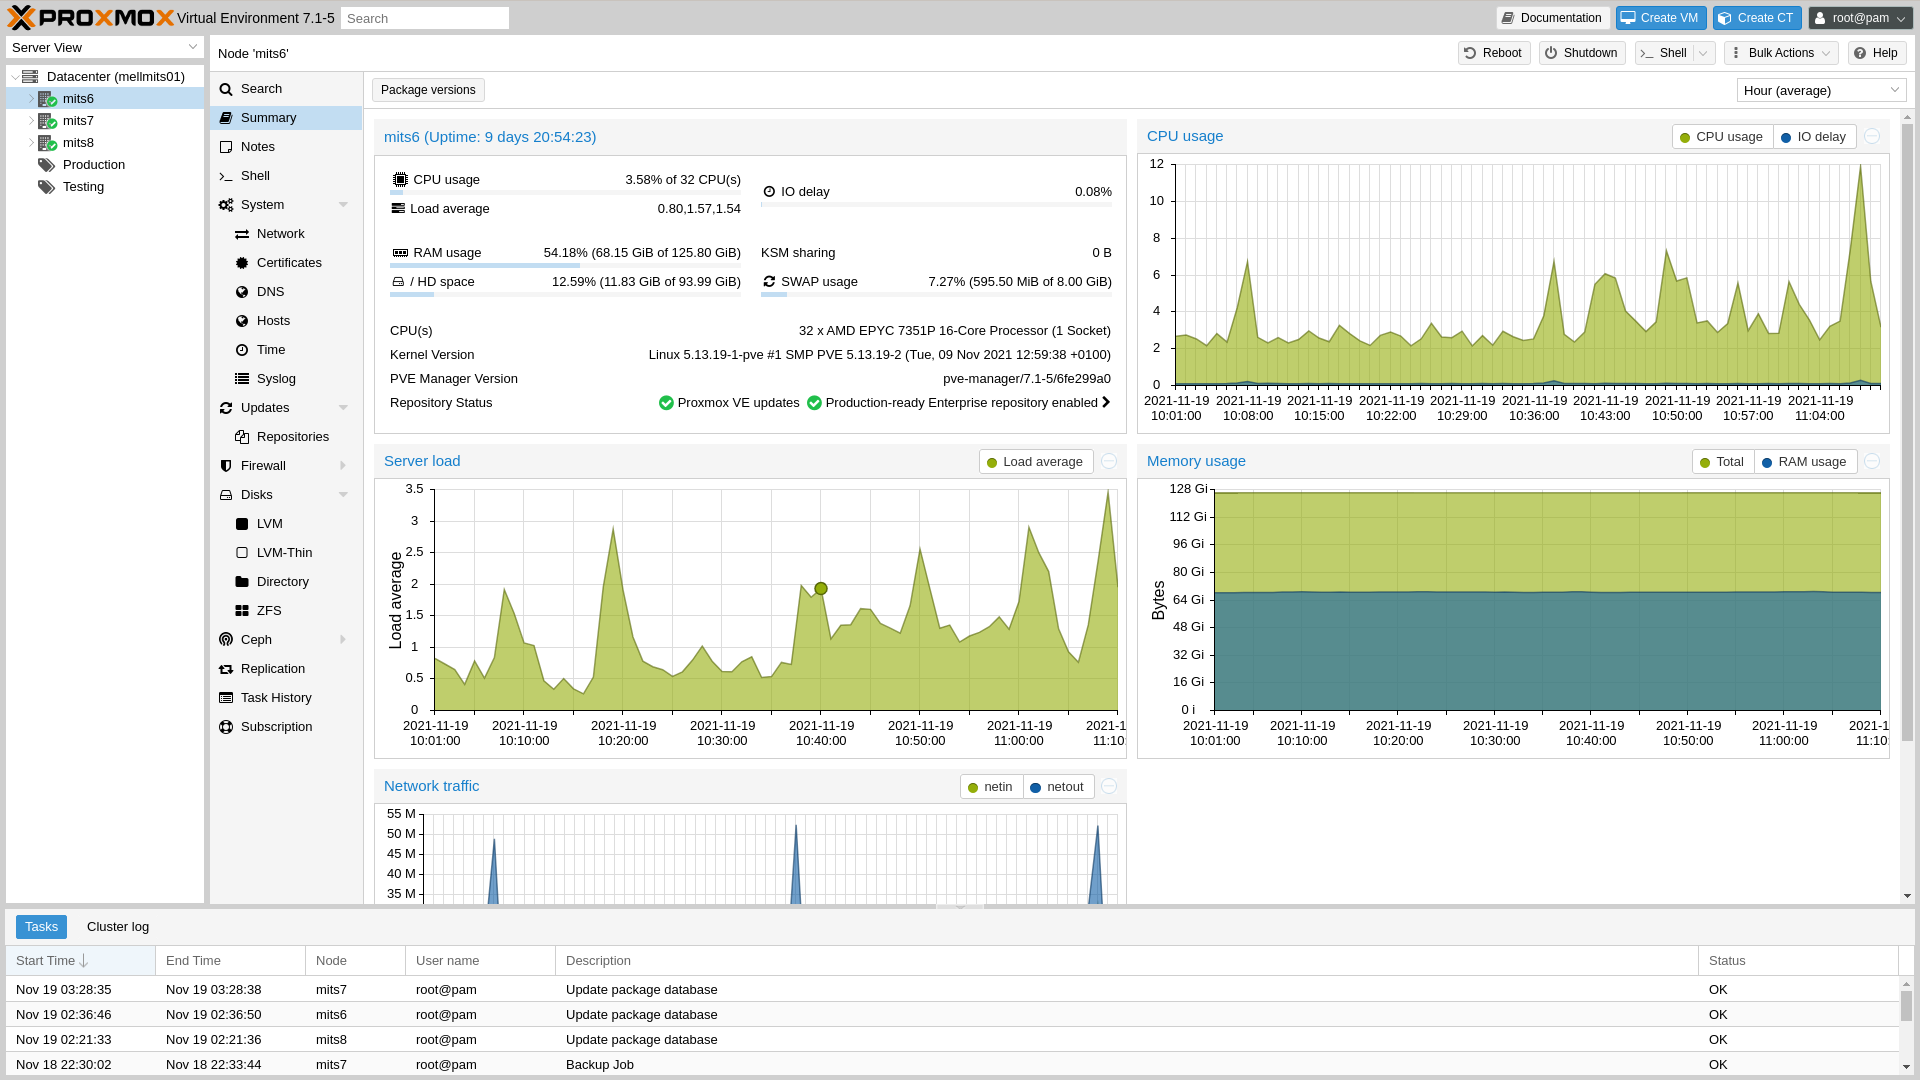 PROXMOX Virtual Environment 7.1-5 Search Documentation Create VM Create CT root@pam
Server View
Datacenter (mellmits01)
mits6
mits7
mits8
Production
Testing
Node 'mits6' Reboot Shutdown Shell Bulk Actions Help
Search
Summary
Notes
Shell
System
Network
Certificates
DNS
Hosts
Time
Syslog
Updates
Repositories
Firewall
Disks
LVM
LVM-Thin
Directory
ZFS
Ceph
Replication
Task History
Subscription
Package versions Hour (average)
mits6 (Uptime: 9 days 20:54:23)
CPU usage 3.58% of 32 CPU(s)
IO delay 0.08%
Load average 0.80,1.57,1.54
RAM usage 54.18% (68.15 GiB of 125.80 GiB)
KSM sharing 0 B
/ HD space 12.59% (11.83 GiB of 93.99 GiB)
SWAP usage 7.27% (595.50 MiB of 8.00 GiB)
CPU(s) 32 x AMD EPYC 7351P 16-Core Processor (1 Socket)
Kernel Version Linux 5.13.19-1-pve #1 SMP PVE 5.13.19-2 (Tue, 09 Nov 2021 12:59:38 +0100)
PVE Manager Version pve-manager/7.1-5/6fe299a0
Repository Status Proxmox VE updates Production-ready Enterprise repository enabled
CPU usage CPU usage IO delay
12
10
8
6
4
2
0
2021-11-19 2021-11-19 2021-11-19 2021-11-19 2021-11-19 2021-11-19 2021-11-19 2021-11-19 2021-11-19 2021-11-19
10:01:00 10:08:00 10:15:00 10:22:00 10:29:00 10:36:00 10:43:00 10:50:00 10:57:00 11:04:00
Server load Load average
Load average
3.5
3
2.5
2
1.5
1
0.5
0
2021-11-19 2021-11-19 2021-11-19 2021-11-19 2021-11-19 2021-11-19 2021-11-19 2021-1
10:01:00 10:10:00 10:20:00 10:30:00 10:40:00 10:50:00 11:00:00 11:10:
Memory usage Total RAM usage
Bytes
128 Gi
112 Gi
96 Gi
80 Gi
64 Gi
48 Gi
32 Gi
16 Gi
0 i
2021-11-19 2021-11-19 2021-11-19 2021-11-19 2021-11-19 2021-11-19 2021-11-19 2021-1
10:01:00 10:10:00 10:20:00 10:30:00 10:40:00 10:50:00 11:00:00 11:10:
Network traffic netin netout
55 M
50 M
45 M
40 M
35 M
Tasks Cluster log
Start Time End Time Node User name Description Status
Nov 19 03:28:35 Nov 19 03:28:38 mits7 root@pam Update package database OK
Nov 19 02:36:46 Nov 19 02:36:50 mits6 root@pam Update package database OK
Nov 19 02:21:33 Nov 19 02:21:36 mits8 root@pam Update package database OK
Nov 18 22:30:02 Nov 18 22:33:44 mits7 root@pam Backup Job OK